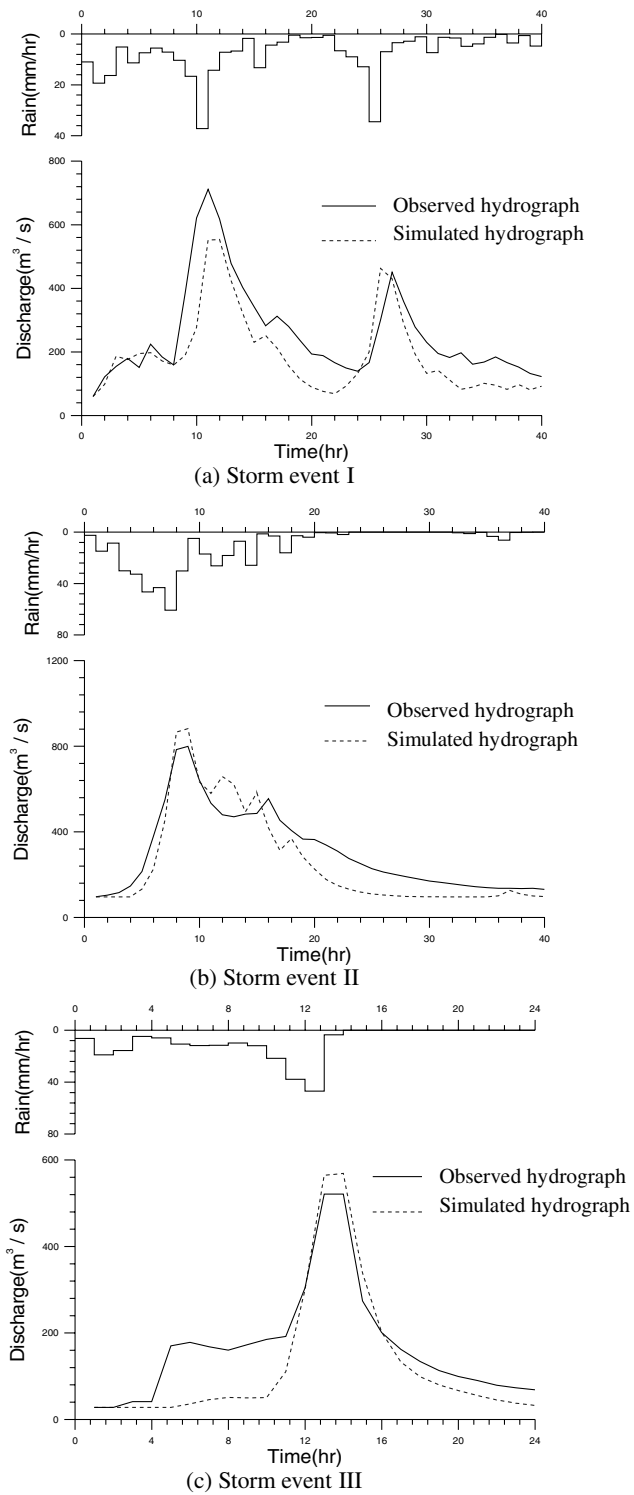 0 10 20 30 40
0
20
40
Rain(mm/hr)
800
600
400
200
0
Discharge(m³ / s)
Observed hydrograph
Simulated hydrograph
0 10 20 30 40
Time(hr)
(a) Storm event I
0 10 20 30 40
0
40
80
Rain(mm/hr)
1200
800
400
0
Discharge(m³ / s)
Observed hydrograph
Simulated hydrograph
0 10 20 30 40
Time(hr)
(b) Storm event II
0 4 8 12 16 20 24
0
40
80
Rain(mm/hr)
600
400
200
0
Discharge(m³ / s)
Observed hydrograph
Simulated hydrograph
0 4 8 12 16 20 24
Time(hr)
(c) Storm event III